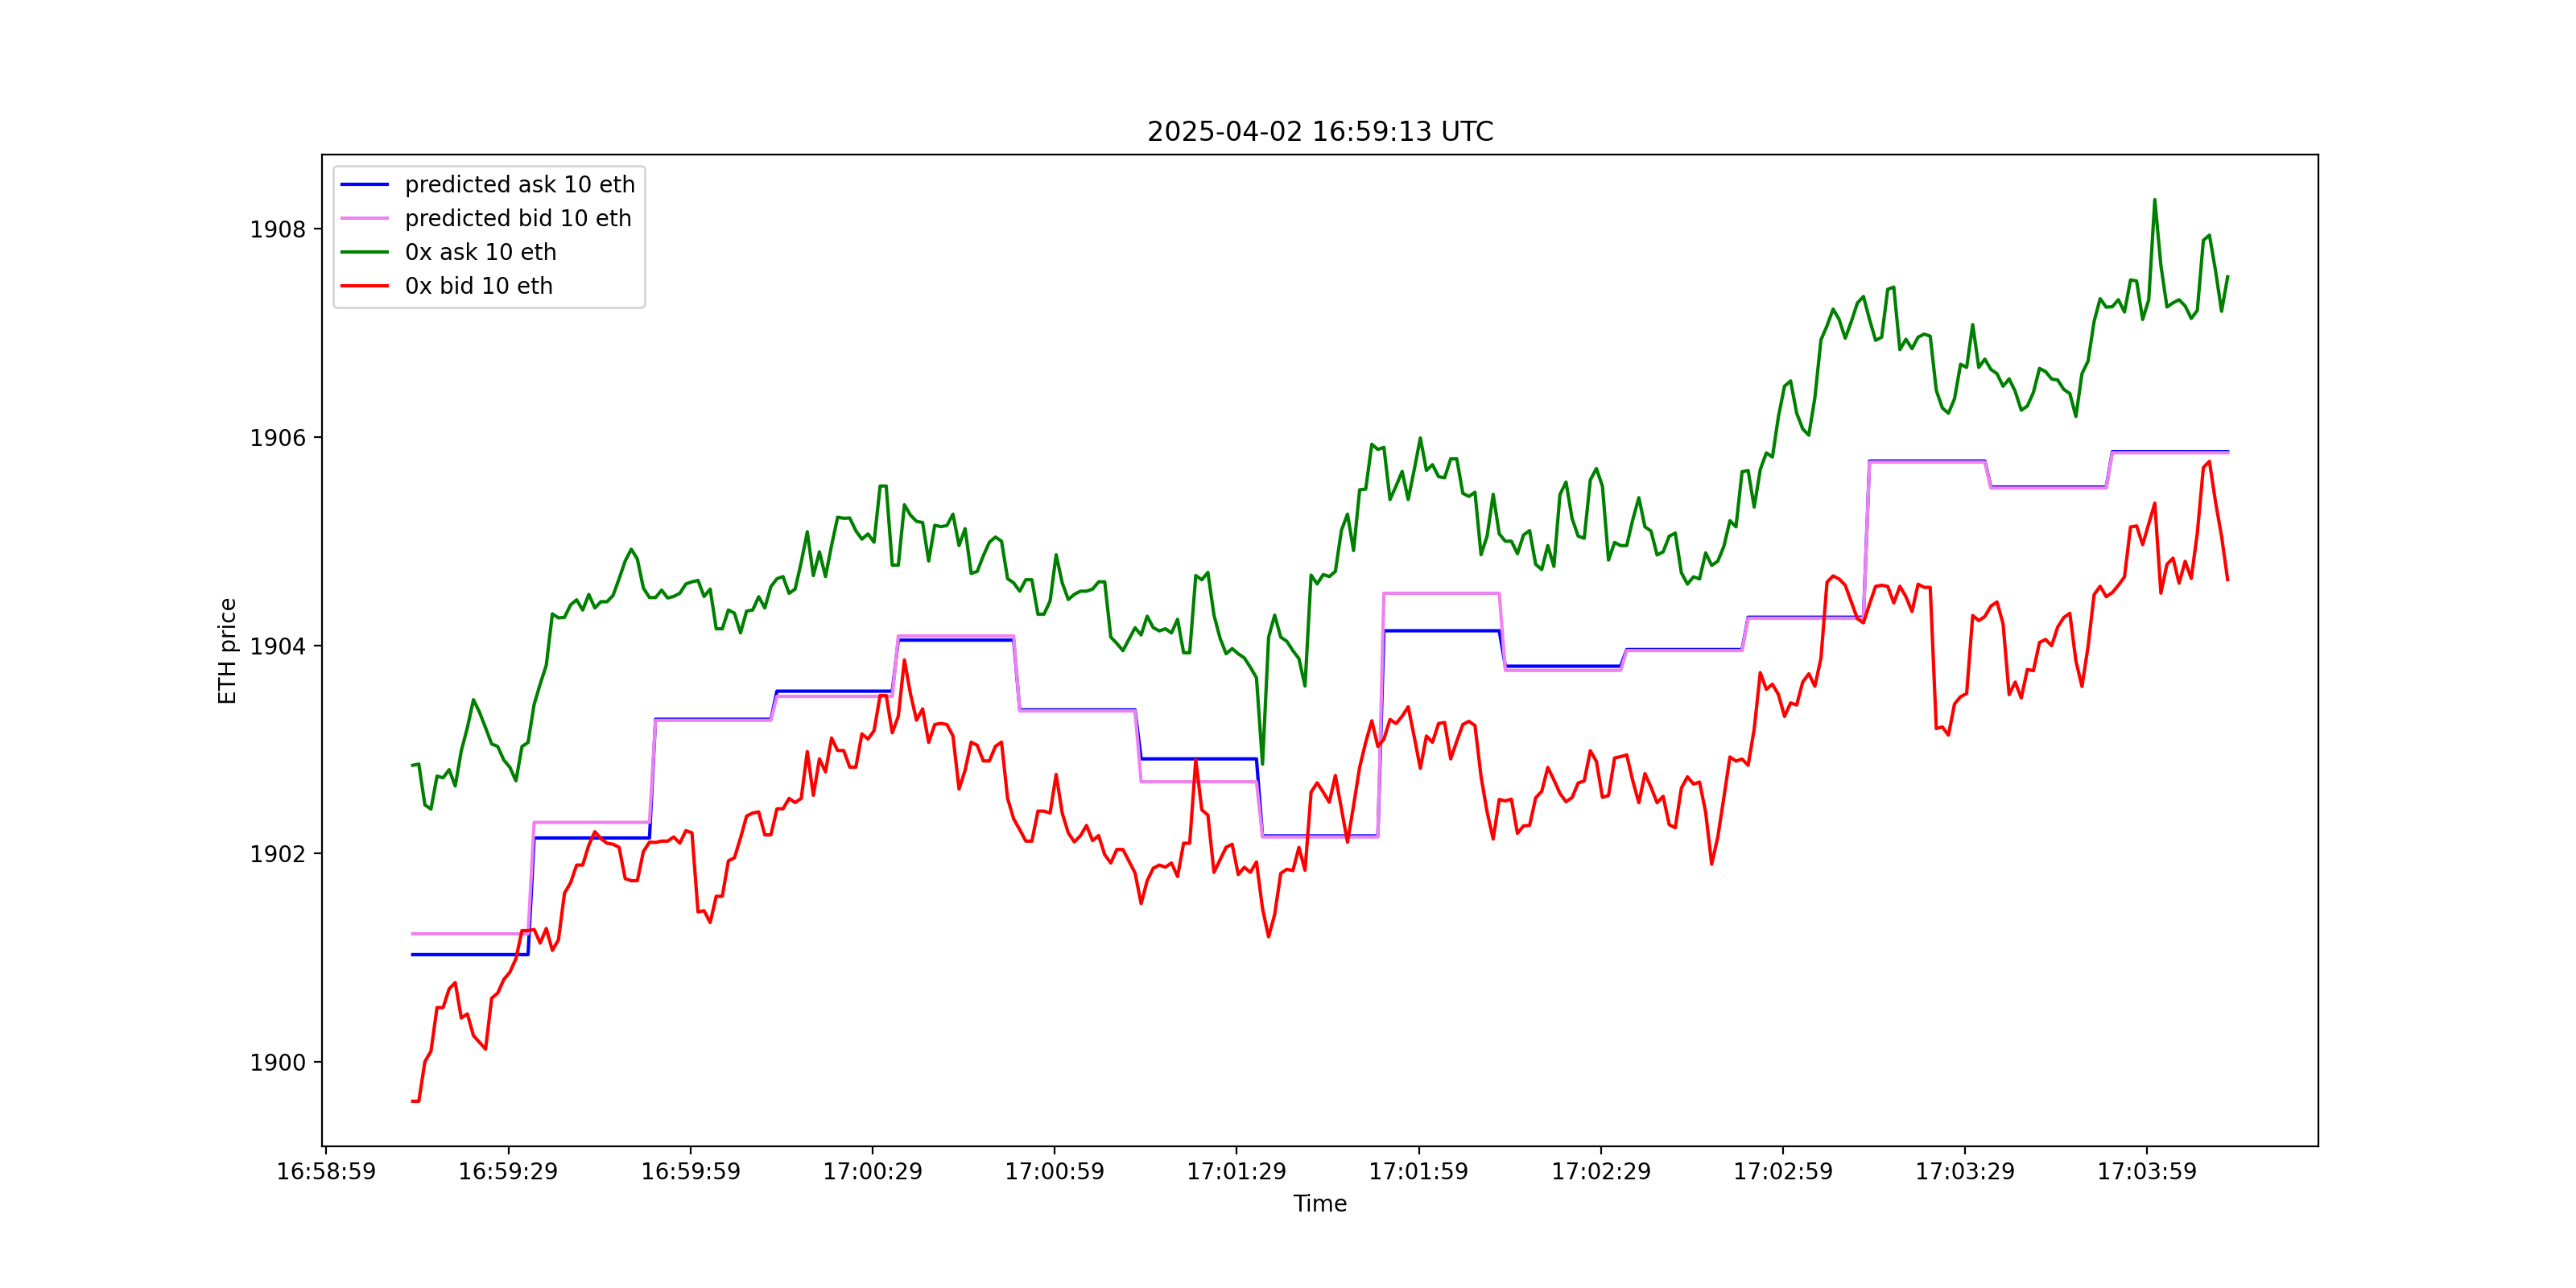 2025-04-02 16:59:13 UTC
predicted ask 10 eth
predicted bid 10 eth
0x ask 10 eth
0x bid 10 eth
1908
1906
1904
1902
1900
ETH price
16:58:59 16:59:29 16:59:59 17:00:29 17:00:59 17:01:29 17:01:59 17:02:29 17:02:59 17:03:29 17:03:59
Time